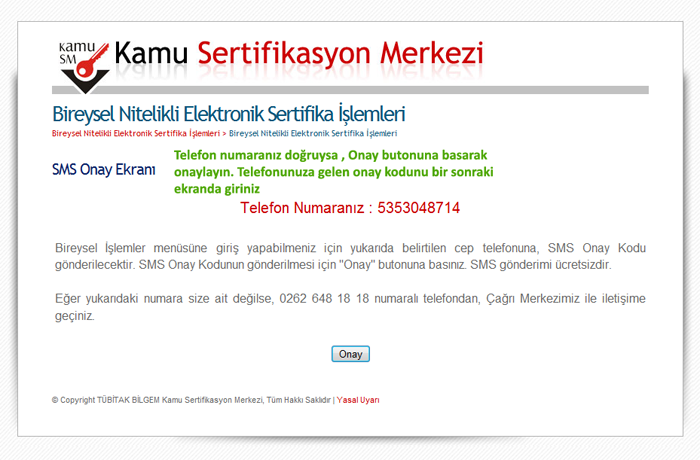 Kamu
SM
Kamu Sertifikasyon Merkezi
Bireysel Nitelikli Elektronik Sertifika İşlemleri
Bireysel Nitelikli Elektronik Sertifika İşlemleri > Bireysel Nitelikli Elektronik Sertifika İşlemleri
SMS Onay Ekranı
Telefon numaranız doğruysa , Onay butonuna basarak
onaylayın. Telefonunuza gelen onay kodunu bir sonraki
ekranda giriniz
Telefon Numaranız : 5353048714
Bireysel İşlemler menüsüne giriş yapabilmeniz için yukarıda belirtilen cep telefonuna, SMS Onay Kodu
gönderilecektir. SMS Onay Kodunun gönderilmesi için "Onay" butonuna basınız. SMS gönderimi ücretsizdir.
Eğer yukarıdaki numara size ait değilse, 0262 648 18 18 numaralı telefondan, Çağrı Merkezimiz ile iletişime
geçiniz.
Onay
© Copyright TÜBİTAK BİLGEM Kamu Sertifikasyon Merkezi, Tüm Hakkı Saklıdır | Yasal Uyarı